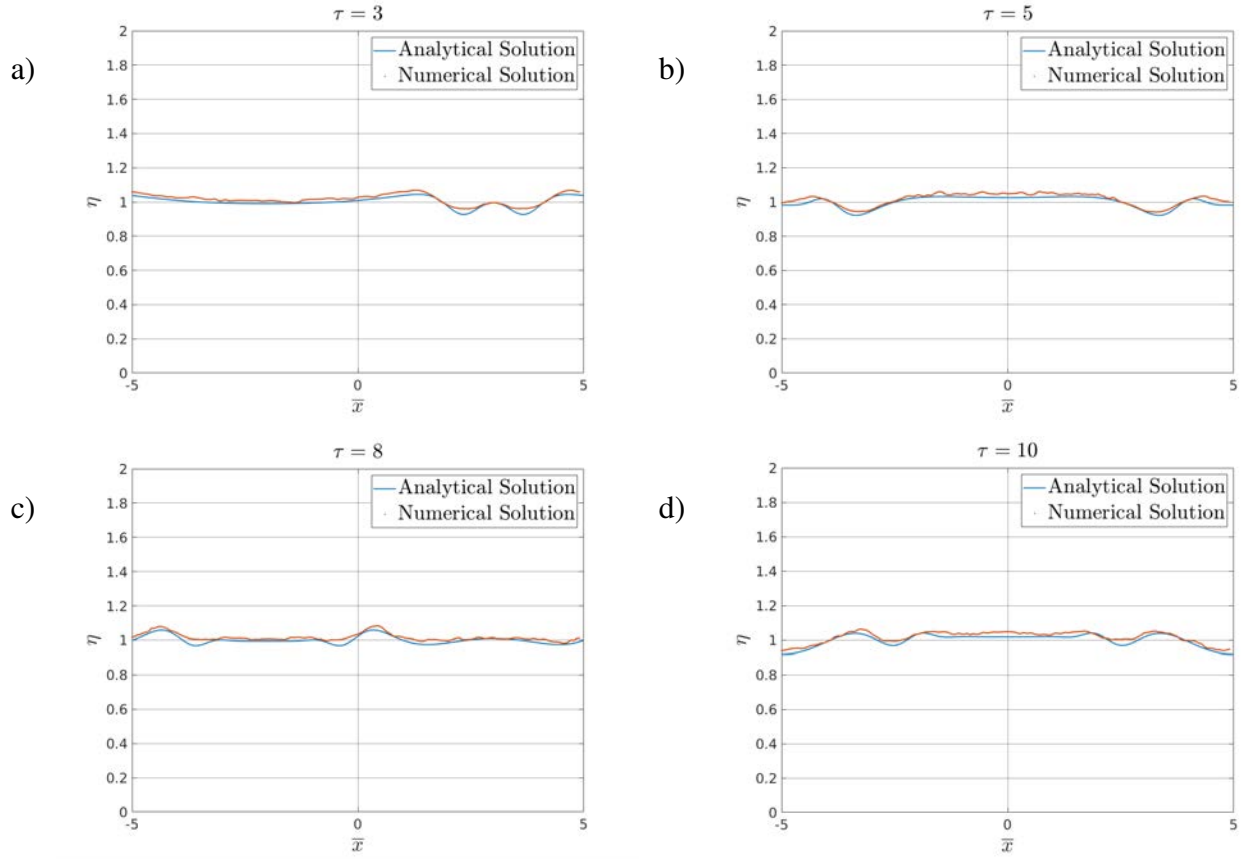 a)
τ = 3
2
1.8
1.6
1.4
1.2
1
0.8
0.6
0.4
0.2
0
η
-5 0 5
x̅
Analytical Solution
Numerical Solution
b)
τ = 5
2
1.8
1.6
1.4
1.2
1
0.8
0.6
0.4
0.2
0
η
-5 0 5
x̅
Analytical Solution
Numerical Solution
c)
τ = 8
2
1.8
1.6
1.4
1.2
1
0.8
0.6
0.4
0.2
0
η
-5 0 5
x̅
Analytical Solution
Numerical Solution
d)
τ = 10
2
1.8
1.6
1.4
1.2
1
0.8
0.6
0.4
0.2
0
η
-5 0 5
x̅
Analytical Solution
Numerical Solution